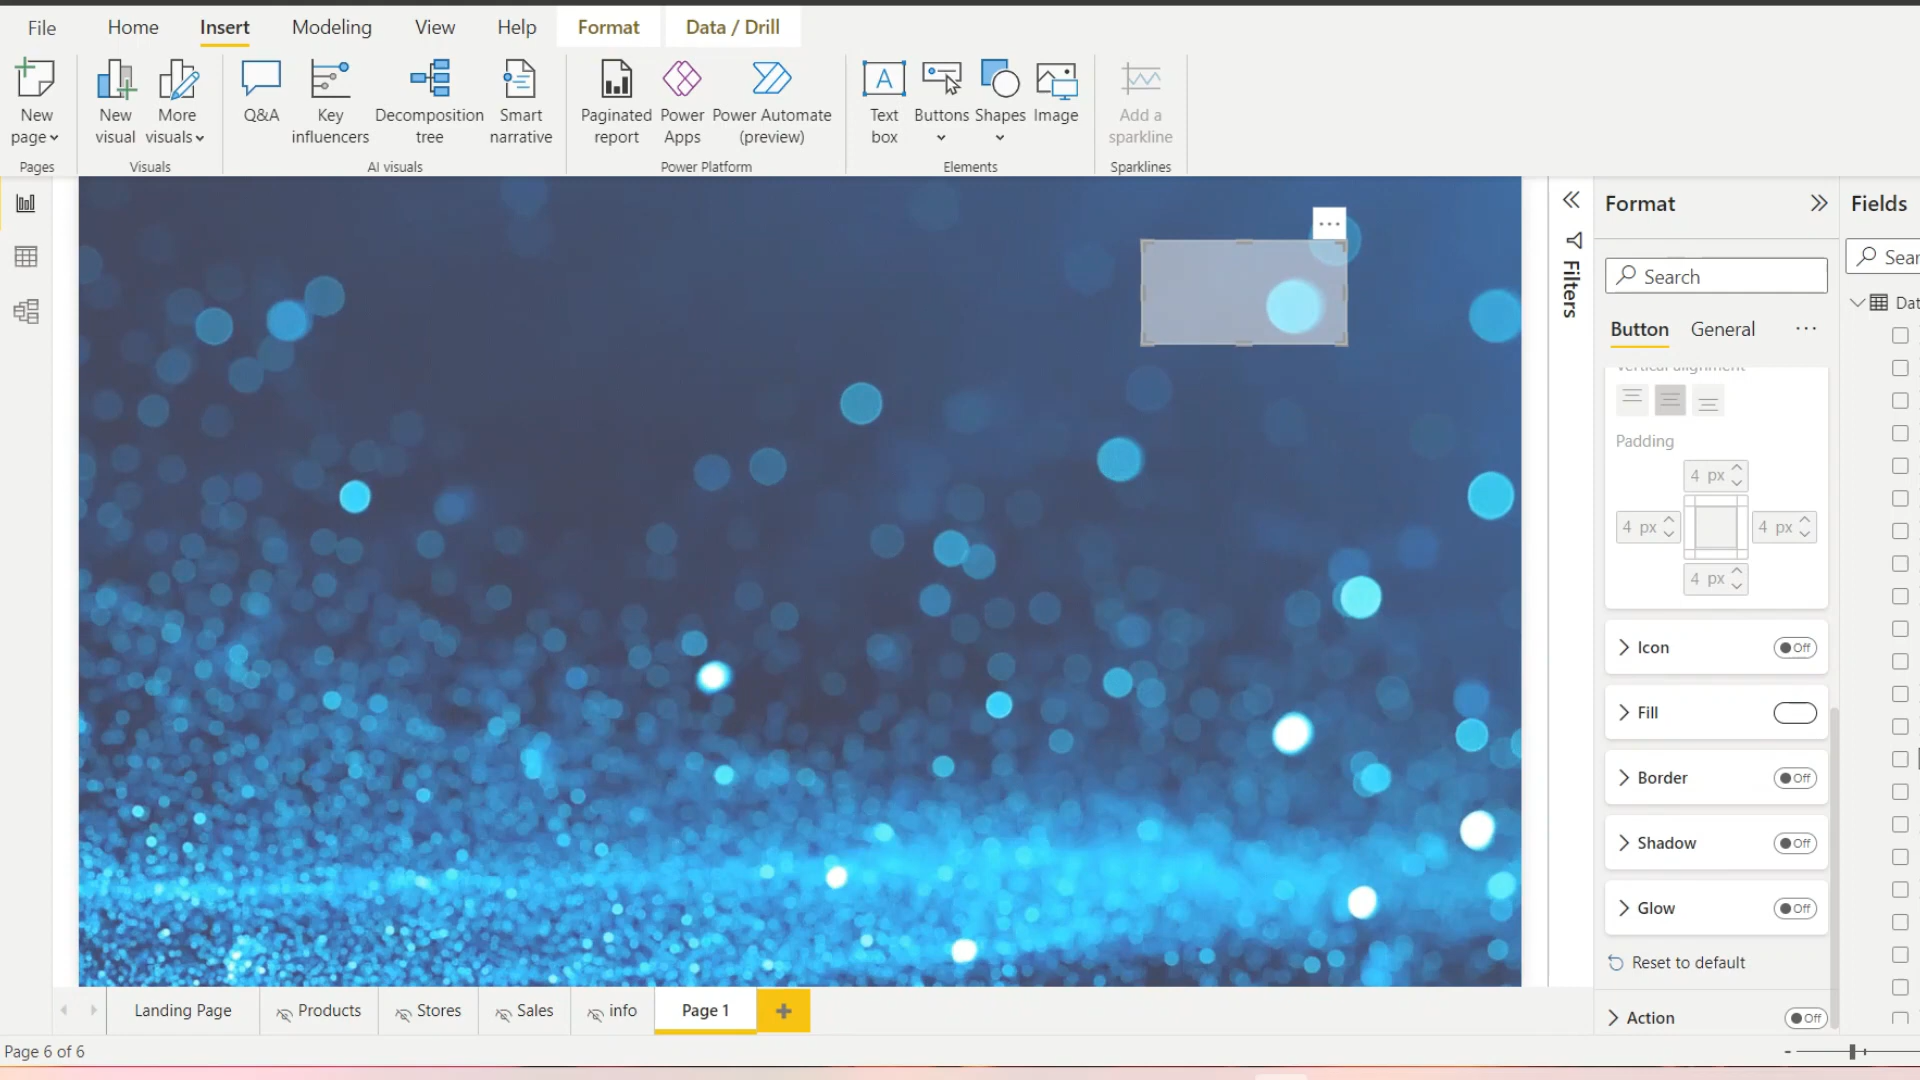 File Home Insert Modeling View Help Format Data / Drill
New page
New visual
More visuals
Q&A
Key influencers
Decomposition tree
Smart narrative
Paginated report
Power Apps
Power Automate (preview)
Text box
Buttons
Shapes
Image
Add a sparkline
Pages Visuals AI visuals Power Platform Elements Sparklines
...
Filters
Format
Search
Button General ...
Vertical alignment
Padding
4 px
4 px 4 px
4 px
Icon Off
Fill
Border Off
Shadow Off
Glow Off
Reset to default
Action Off
Fields
Sear
Dat
Landing Page Products Stores Sales info Page 1 +
Page 6 of 6